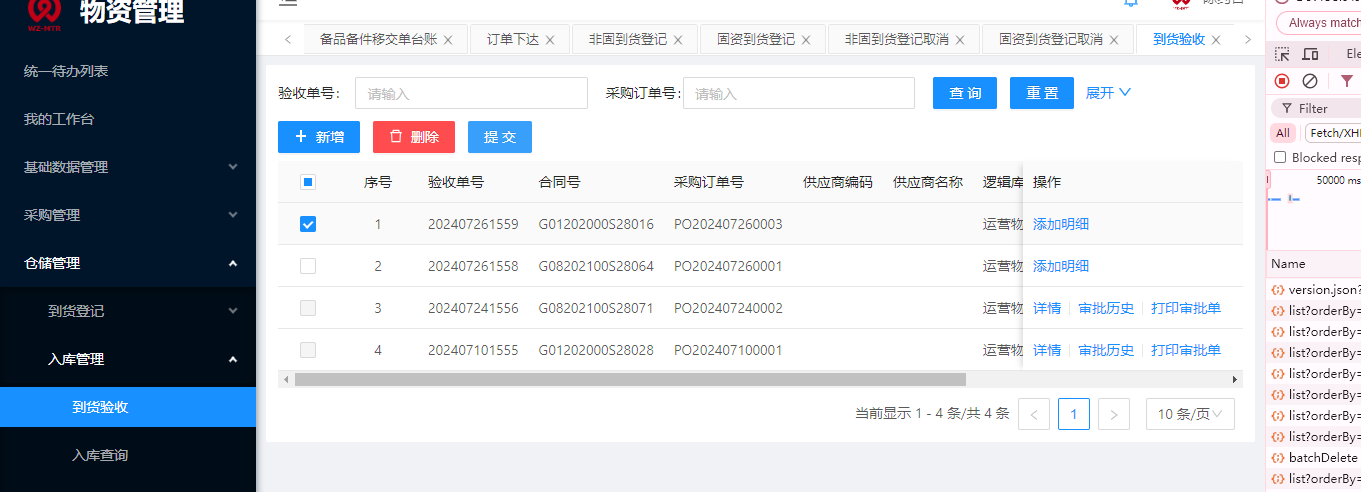 物资管理
WZ-MTR
统一待办列表
我的工作台
基础数据管理
采购管理
仓储管理
到货登记
入库管理
到货验收
入库查询
备品备件移交单台账 订单下达 非固到货登记 固资到货登记 非固到货登记取消 固资到货登记取消 到货验收
验收单号: 请输入 采购订单号: 请输入 查询 重置 展开
新增 删除 提交
序号 验收单号 合同号 采购订单号 供应商编码 供应商名称 逻辑库 操作
1 202407261559 G01202000S28016 PO202407260003 运营物 添加明细
2 202407261558 G08202100S28064 PO202407260001 运营物 添加明细
3 202407241556 G08202100S28071 PO202407240002 运营物 详情 审批历史 打印审批单
4 202407101555 G01202000S28028 PO202407100001 运营物 详情 审批历史 打印审批单
当前显示 1 - 4 条/共 4 条 1 10 条/页
Always match
Ele
Filter
All Fetch/XH
Blocked resp
50000 ms
Name
version.json?
list?orderBy=
list?orderBy=
list?orderBy=
list?orderBy=
list?orderBy=
list?orderBy=
list?orderBy=
batchDelete
list?orderBy=